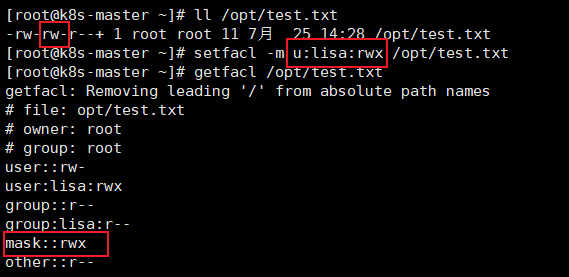 [root@k8s-master ~]# ll /opt/test.txt
-rw-rw-r--+ 1 root root 11 7月  25 14:28 /opt/test.txt
[root@k8s-master ~]# setfacl -m u:lisa:rwx /opt/test.txt
[root@k8s-master ~]# getfacl /opt/test.txt
getfacl: Removing leading '/' from absolute path names
# file: opt/test.txt
# owner: root
# group: root
user::rw-
user:lisa:rwx
group::r--
group:lisa:r--
mask::rwx
other::r--